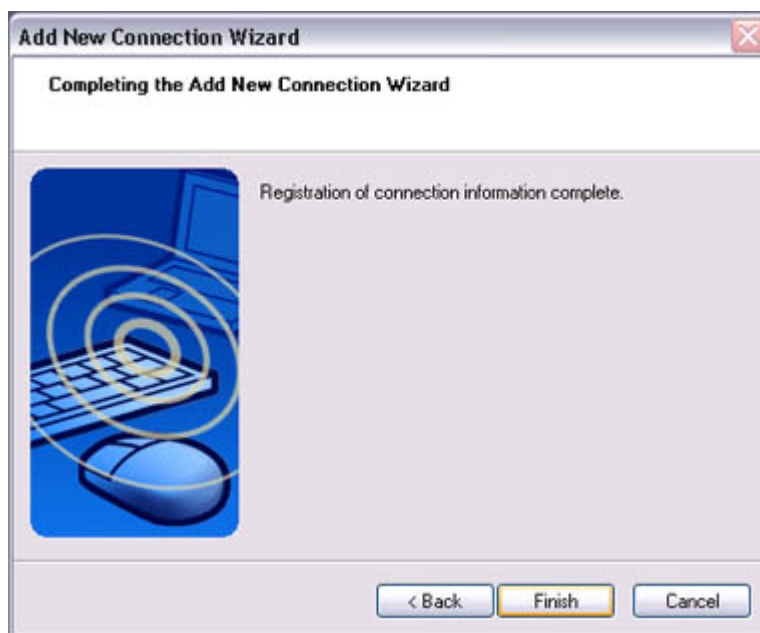 Add New Connection Wizard
Completing the Add New Connection Wizard
Registration of connection information complete.
< Back
Finish
Cancel